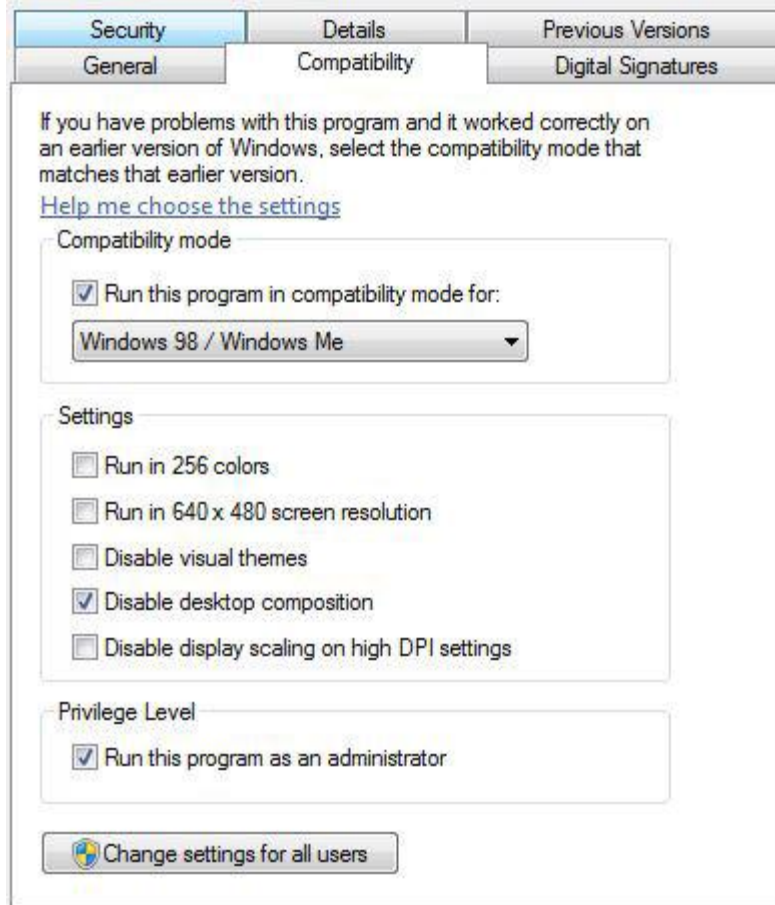 Security
Details
Previous Versions
General
Compatibility
Digital Signatures
If you have problems with this program and it worked correctly on
an earlier version of Windows, select the compatibility mode that
matches that earlier version.
Help me choose the settings
Compatibility mode
Run this program in compatibility mode for:
Windows 98 / Windows Me
Settings
Run in 256 colors
Run in 640 x 480 screen resolution
Disable visual themes
Disable desktop composition
Disable display scaling on high DPI settings
Privilege Level
Run this program as an administrator
Change settings for all users